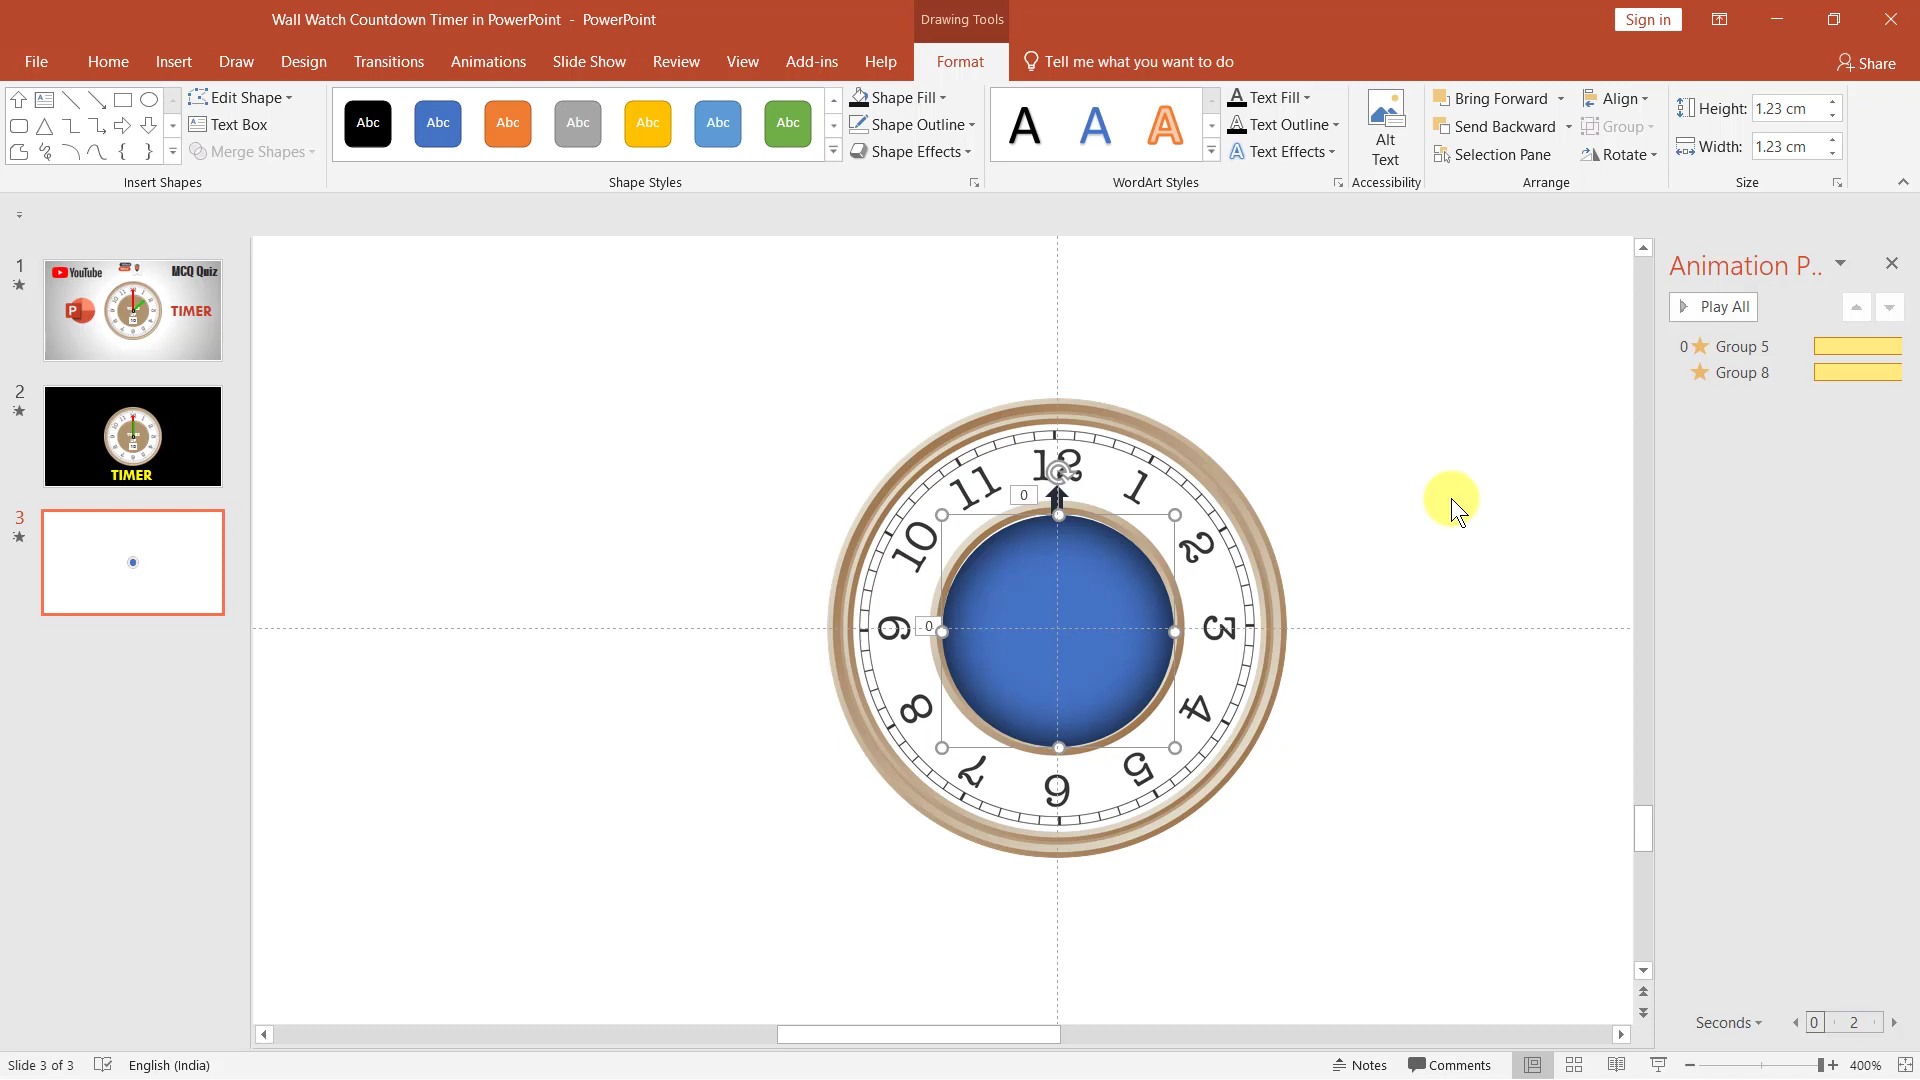 Wall Watch Countdown Timer in PowerPoint - PowerPoint
Drawing Tools
Sign in
File Home Insert Draw Design Transitions Animations Slide Show Review View Add-ins Help Format Tell me what you want to do Share
Edit Shape
Text Box
Merge Shapes
Insert Shapes
Abc Abc Abc Abc Abc Abc Abc
Shape Fill
Shape Outline
Shape Effects
Shape Styles
A A A
Text Fill
Text Outline
Text Effects
WordArt Styles
Alt
Text
Accessibility
Bring Forward
Send Backward
Selection Pane
Align
Group
Rotate
Arrange
Height: 1.23 cm
Width: 1.23 cm
Size
1
YouTube
MCQ Quiz
P
TIMER
2
TIMER
3
12
1
2
3
4
5
6
7
8
9
10
11
0
0
Animation P..
Play All
0 Group 5
Group 8
Seconds
0 2
Slide 3 of 3
English (India)
Notes
Comments
400%